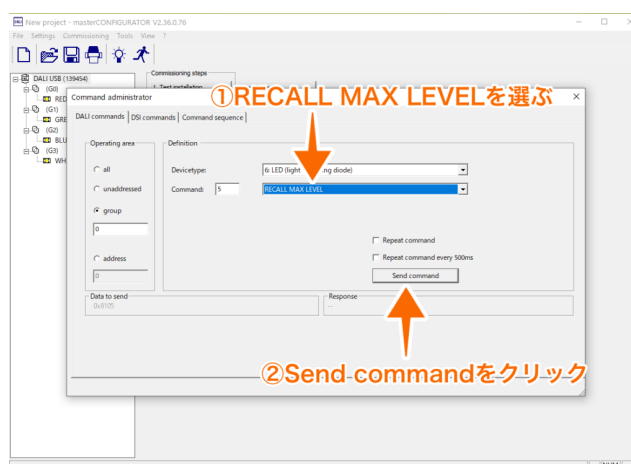 New project - masterCONFIGURATOR V2.36.0.76
File Settings Commissioning Tools View ?
DALI USB (139454)
(G0)
RED
(G1)
GRE
(G2)
BLU
(G3)
WH
Commissioning steps
Command administrator
①RECALL MAX LEVELを選ぶ
DALI commands DSI commands Command sequence
Operating area
Definition
all
Devicetype:
6: LED (light ng diode)
unaddressed
Command:
5
RECALL MAX LEVEL
group
0
Repeat command
address
Repeat command every 500ms
0
Send command
Data to send
0x8105
Response
--
②Send commandをクリック
NUM